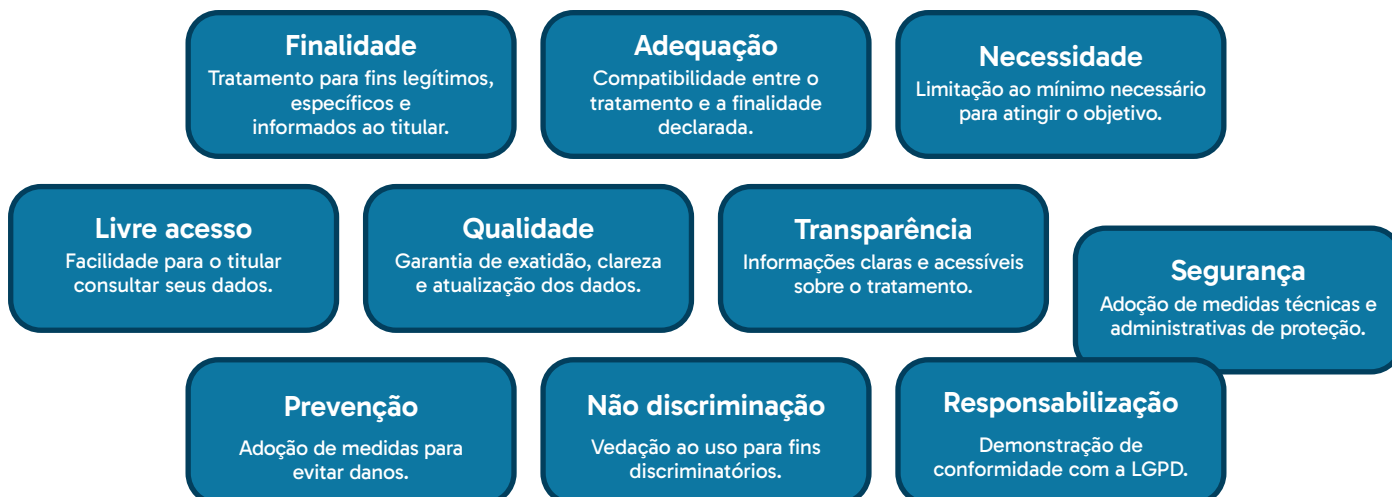 Finalidade
Tratamento para fins legítimos,
específicos e
informados ao titular.
Adequação
Compatibilidade entre o
tratamento e a finalidade
declarada.
Necessidade
Limitação ao mínimo necessário
para atingir o objetivo.
Livre acesso
Facilidade para o titular
consultar seus dados.
Qualidade
Garantia de exatidão, clareza
e atualização dos dados.
Transparência
Informações claras e acessíveis
sobre o tratamento.
Segurança
Adoção de medidas técnicas e
administrativas de proteção.
Prevenção
Adoção de medidas para
evitar danos.
Não discriminação
Vedação ao uso para fins
discriminatórios.
Responsabilização
Demonstração de
conformidade com a LGPD.